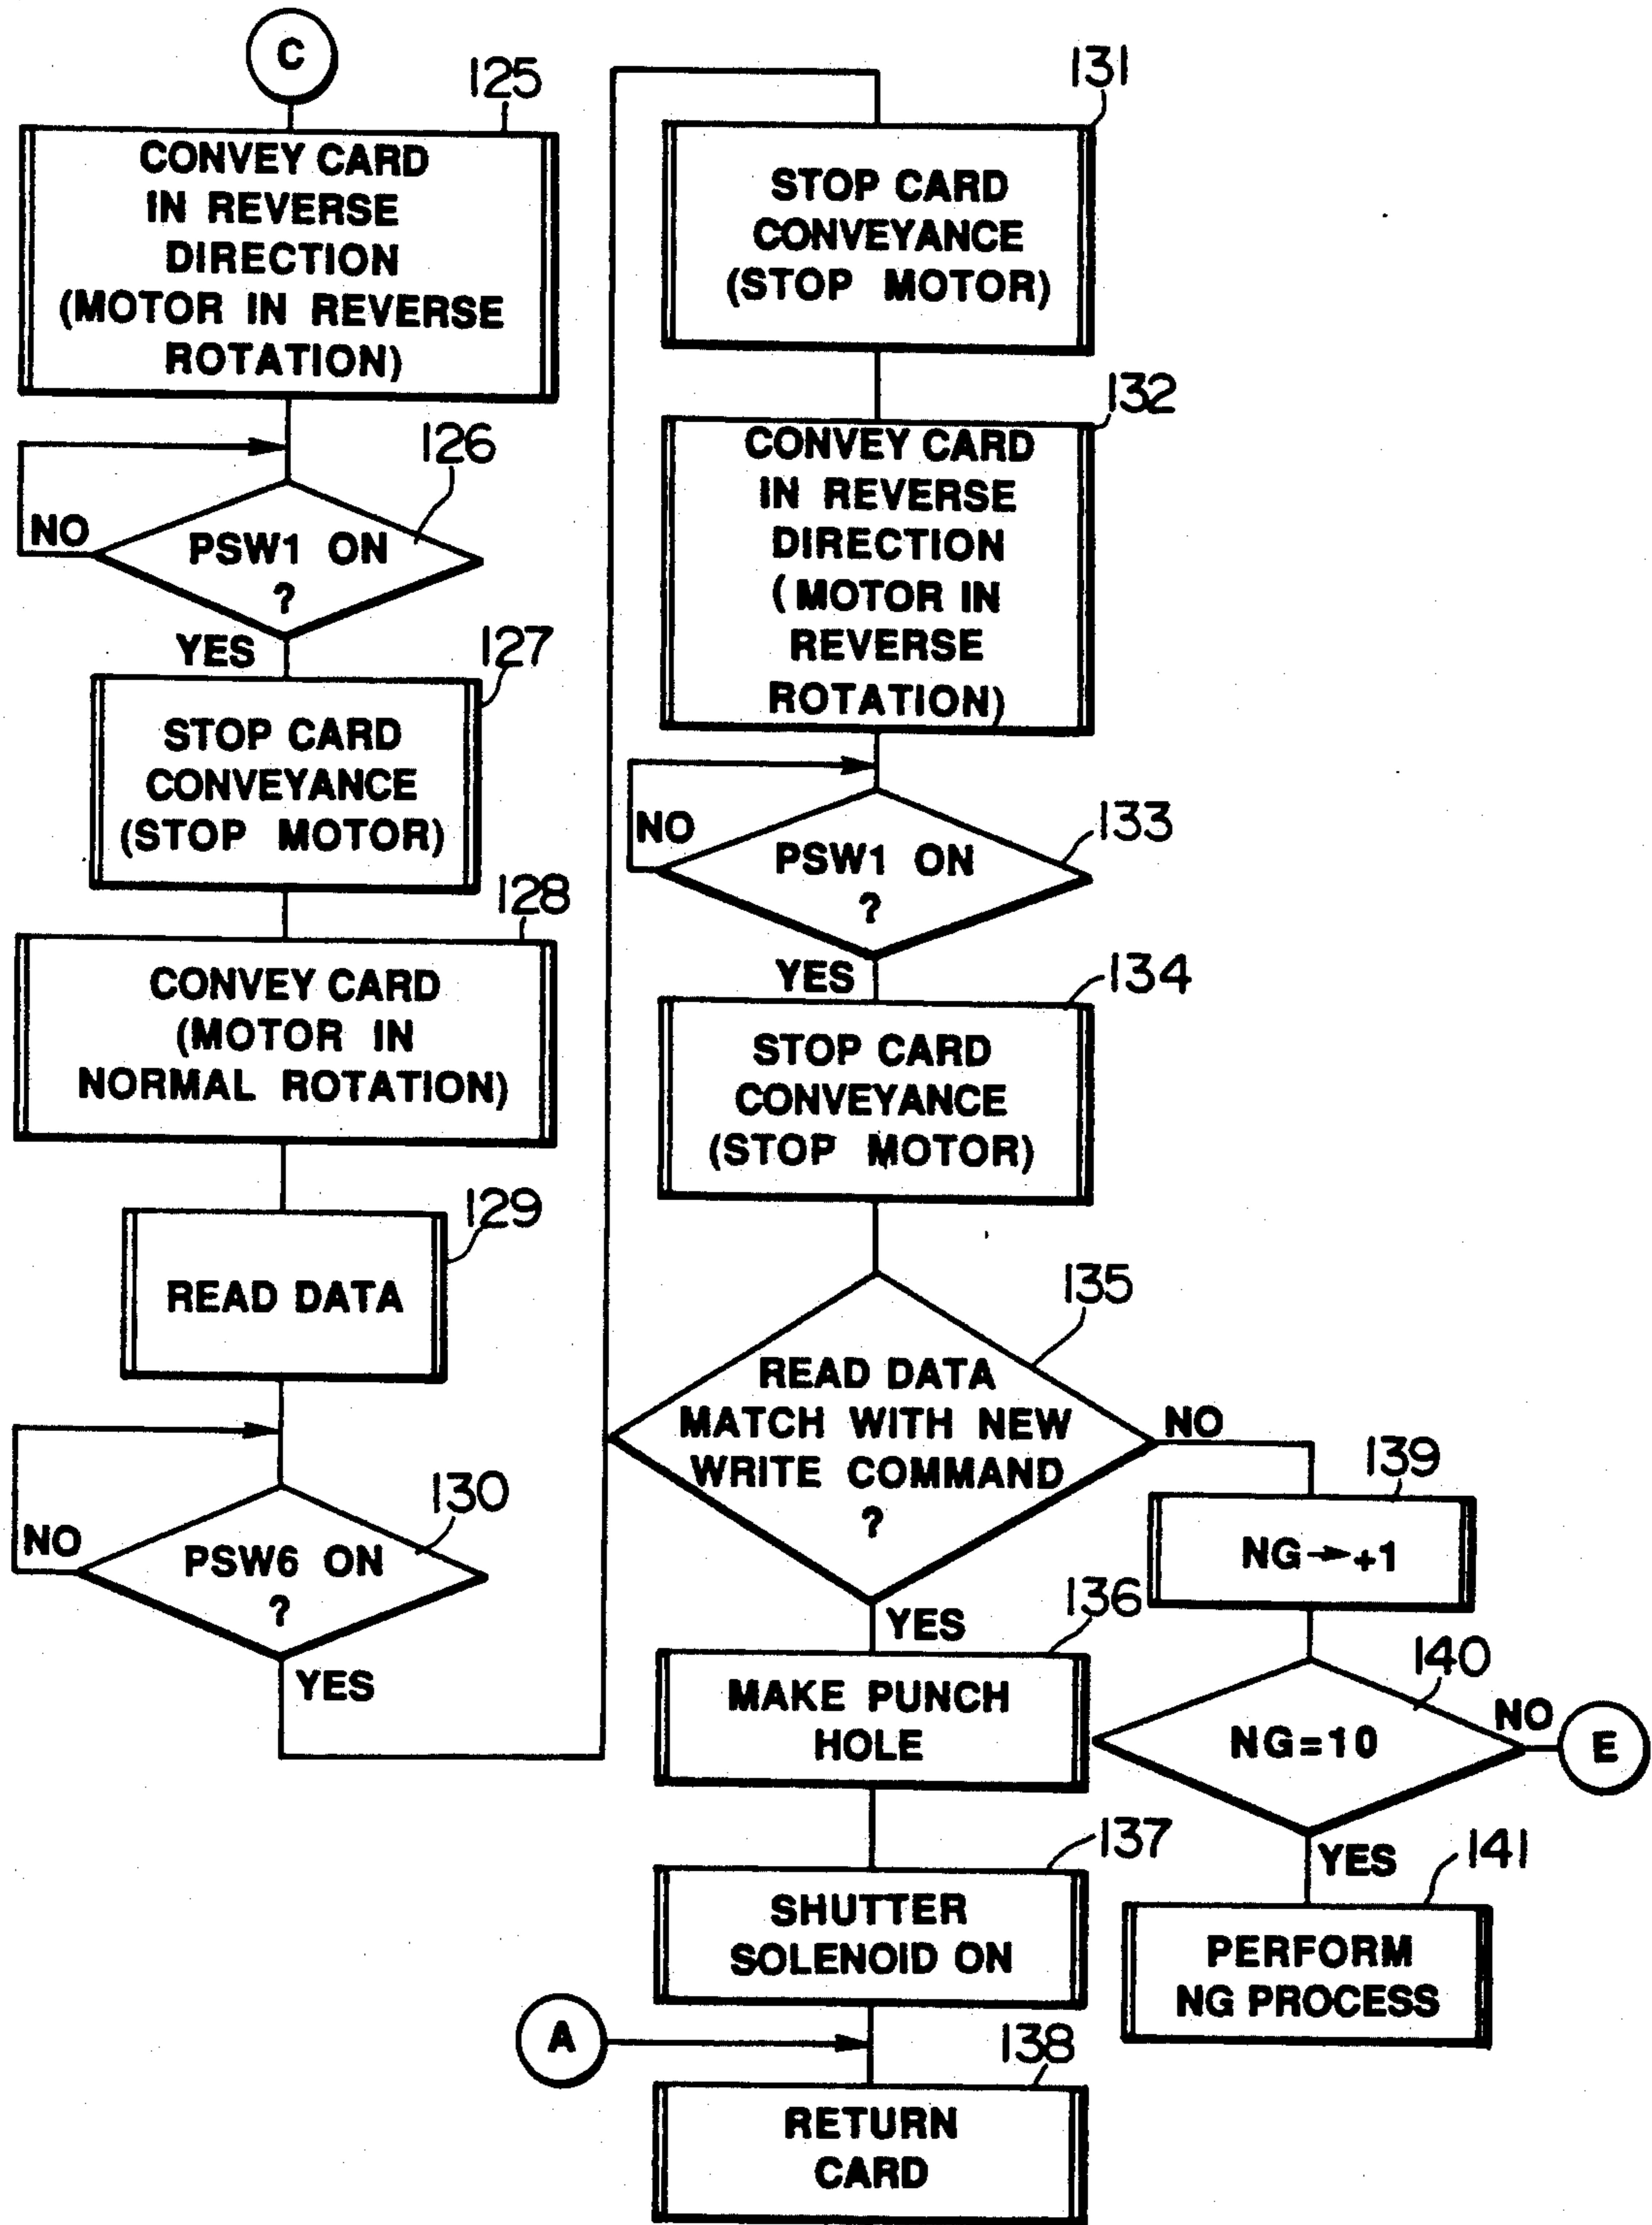 C
125
CONVEY CARD
IN REVERSE
DIRECTION
(MOTOR IN REVERSE
ROTATION)
126
NO
PSW1 ON
?
YES
127
STOP CARD
CONVEYANCE
(STOP MOTOR)
128
CONVEY CARD
(MOTOR IN
NORMAL ROTATION)
129
READ DATA
130
NO
PSW6 ON
?
YES
131
STOP CARD
CONVEYANCE
(STOP MOTOR)
132
CONVEY CARD
IN REVERSE
DIRECTION
(MOTOR IN
REVERSE
ROTATION)
133
NO
PSW1 ON
?
YES
134
STOP CARD
CONVEYANCE
(STOP MOTOR)
135
READ DATA
MATCH WITH NEW
WRITE COMMAND
?
NO
YES
136
MAKE PUNCH
HOLE
137
SHUTTER
SOLENOID ON
A
138
RETURN
CARD
139
NG→+1
140
NG=10
NO
E
YES
141
PERFORM
NG PROCESS